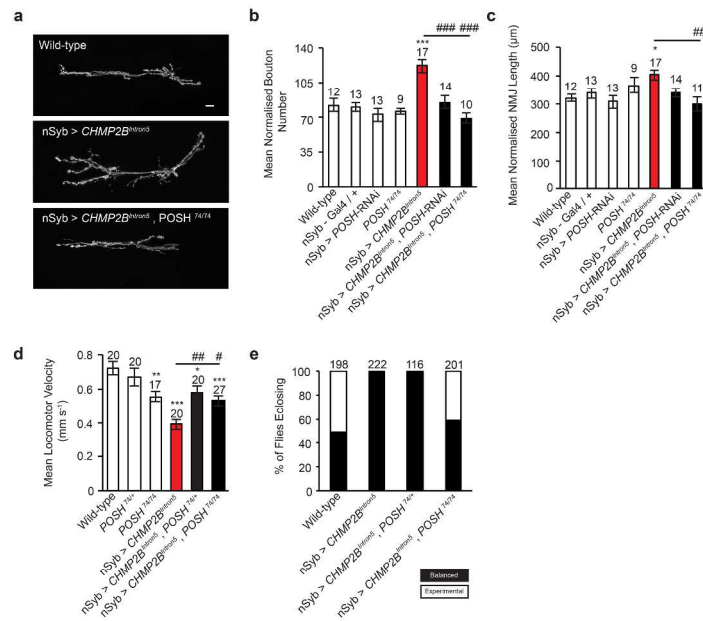 a
Wild-type
nSyb > CHMP2B^Intron5
nSyb > CHMP2B^Intron5, POSH 74/74
b
Mean Normalised Bouton
Number
140
105
70
35
0
12
13
13
9
***
17
14
10
### ###
Wild-type
nSyb - Gal4 / +
nSyb > POSH-RNAi
POSH 74/74
nSyb > CHMP2B^Intron5
nSyb > CHMP2B^Intron5, POSH-RNAi
nSyb > CHMP2B^Intron5, POSH 74/74
c
Mean Normalised NMJ Length (µm)
500
400
300
200
100
0
12
13
13
9
*
17
14
11
##
Wild-type
nSyb - Gal4 / +
nSyb > POSH-RNAi
POSH 74/74
nSyb > CHMP2B^Intron5
nSyb > CHMP2B^Intron5, POSH-RNAi
nSyb > CHMP2B^Intron5, POSH 74/74
d
Mean Locomotor Velocity
(mm s⁻¹)
0.8
0.6
0.4
0.2
0
20
20
**
17
***
20
*
20
***
27
## #
Wild-type
POSH 74/+
POSH 74/74
nSyb > CHMP2B^Intron5
nSyb > CHMP2B^Intron5, POSH 74/+
nSyb > CHMP2B^Intron5, POSH 74/74
e
% of Flies Eclosing
100
80
60
40
20
0
198
222
116
201
Wild-type
nSyb > CHMP2B^Intron5
nSyb > CHMP2B^Intron5, POSH 74/+
nSyb > CHMP2B^Intron5, POSH 74/74
Balanced
Experimental